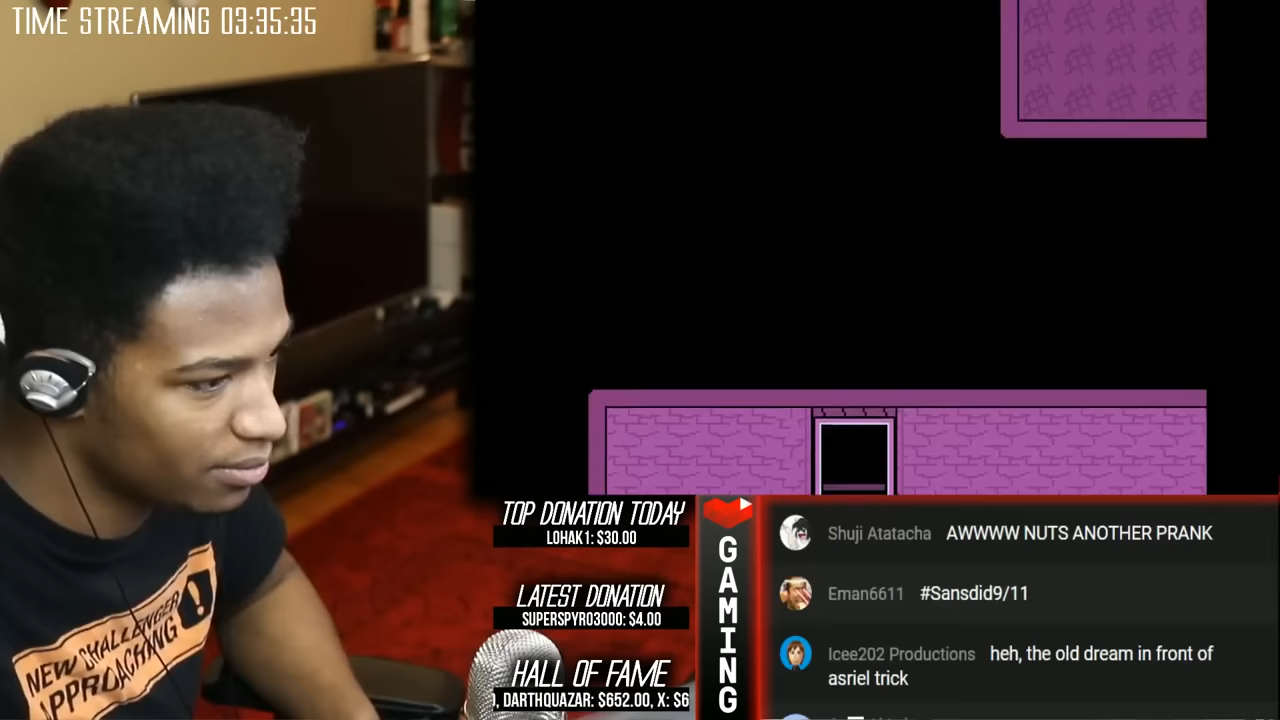 TIME STREAMING 03:35:35
NEW CHALLENGER
APPROACHING
!
TOP DONATION TODAY
LOHAK1: $30.00
LATEST DONATION
SUPERSPYRO3000: $4.00
HALL OF FAME
, DARTHQUAZAR: $652.00, X: $6
GAMING
Shuji Atatacha AWWWW NUTS ANOTHER PRANK
Eman6611 #Sansdid9/11
Icee202 Productions heh, the old dream in front of
asriel trick